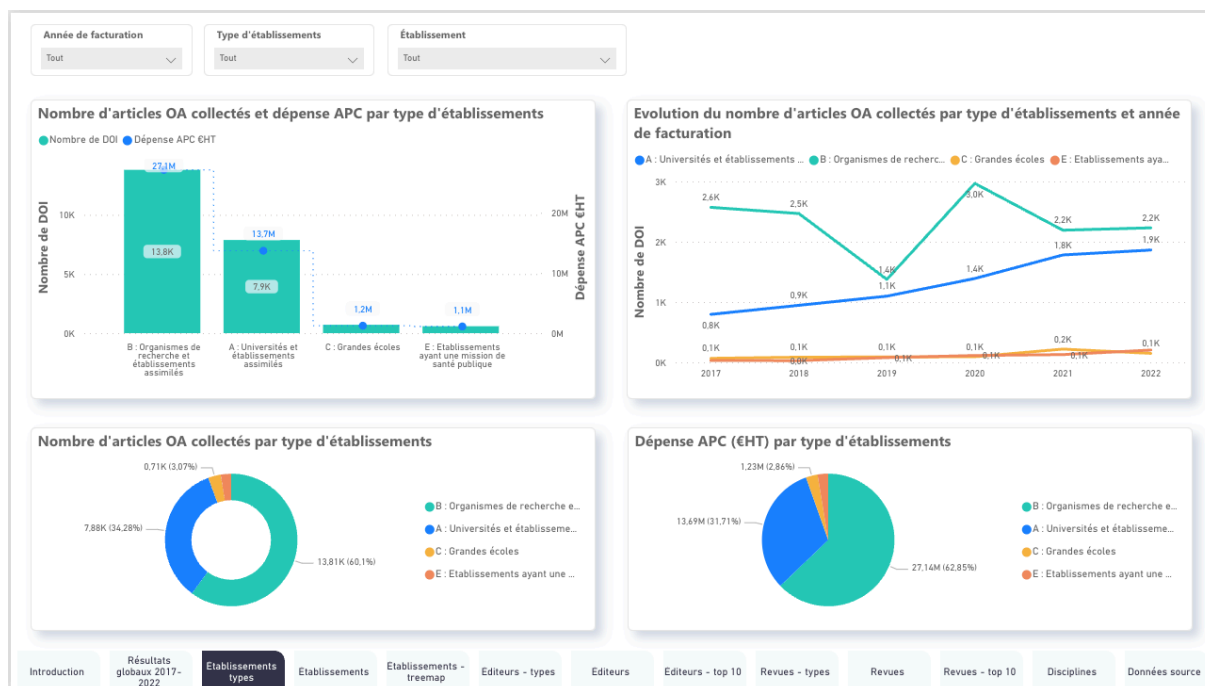 Année de facturation
Tout
Type d'établissements
Tout
Établissement
Tout
Nombre d'articles OA collectés et dépense APC par type d'établissements
Nombre de DOI
Dépense APC €HT
Nombre de DOI
10K
5K
0K
27,1M
13,8K
13,7M
7,9K
1,2M
1,1M
20M
10M
0M
Dépense APC €HT
B : Organismes de
recherche et
établissements
assimilés
A : Universités et
établissements
assimilés
C : Grandes écoles
E : Etablissements
ayant une mission de
santé publique
Evolution du nombre d'articles OA collectés par type d'établissements et année
de facturation
A : Universités et établissements ...
B : Organismes de recherc...
C : Grandes écoles
E : Etablissements aya...
Nombre de DOI
3K
2K
1K
0K
2,6K
2,5K
1,4K
3,0K
2,2K
2,2K
0,8K
0,9K
1,1K
1,4K
1,8K
1,9K
0,1K
0,1K
0,1K
0,1K
0,2K
0,1K
0,0K
0,1K
0,1K
0,1K
2017
2018
2019
2020
2021
2022
Nombre d'articles OA collectés par type d'établissements
0,71K (3,07%)
7,88K (34,28%)
13,81K (60,1%)
B : Organismes de recherche e...
A : Universités et établisseme...
C : Grandes écoles
E : Etablissements ayant une ...
Dépense APC (€HT) par type d'établissements
1,23M (2,86%)
13,69M (31,71%)
27,14M (62,85%)
B : Organismes de recherche e...
A : Universités et établisseme...
C : Grandes écoles
E : Etablissements ayant une ...
Introduction
Résultats
globaux 2017-
2022
Etablissements
types
Etablissements
Etablissements -
treemap
Editeurs - types
Editeurs
Editeurs - top 10
Revues - types
Revues
Revues - top 10
Disciplines
Données source